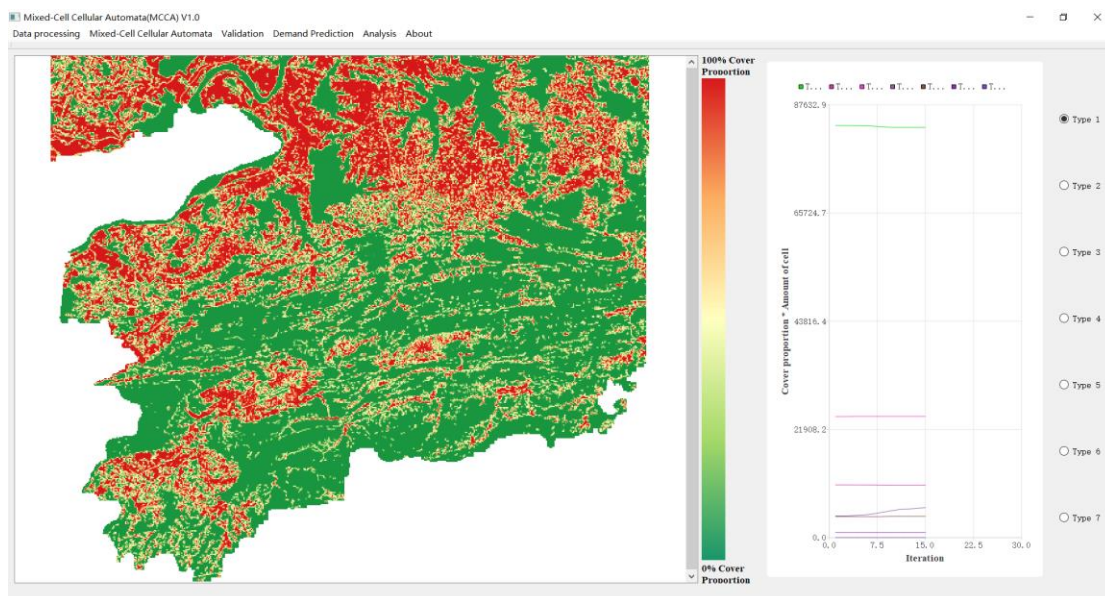 Mixed-Cell Cellular Automata(MCCA) V1.0
Data processing Mixed-Cell Cellular Automata Validation Demand Prediction Analysis About
100% Cover
Proportion
0% Cover
Proportion
T... T... T... T... T... T... T...
87632.9
65724.7
43816.4
21908.2
0.0
0.0 7.5 15.0 22.5 30.0
Cover proportion * Amount of cell
Iteration
Type 1
Type 2
Type 3
Type 4
Type 5
Type 6
Type 7